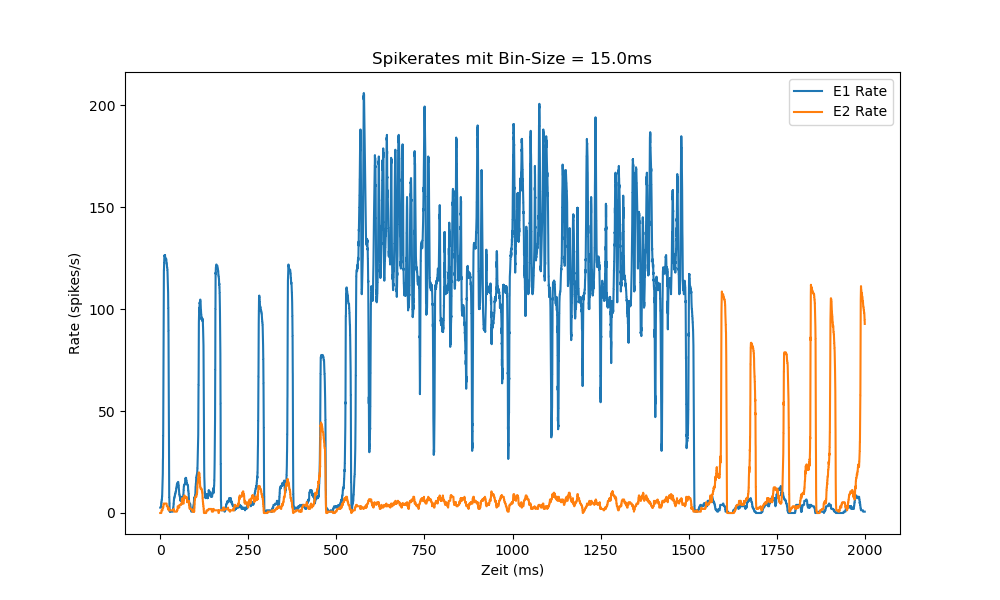 Spikerates mit Bin-Size = 15.0ms
E1 Rate
E2 Rate
Rate (spikes/s)
200
150
100
50
0
0 250 500 750 1000 1250 1500 1750 2000
Zeit (ms)